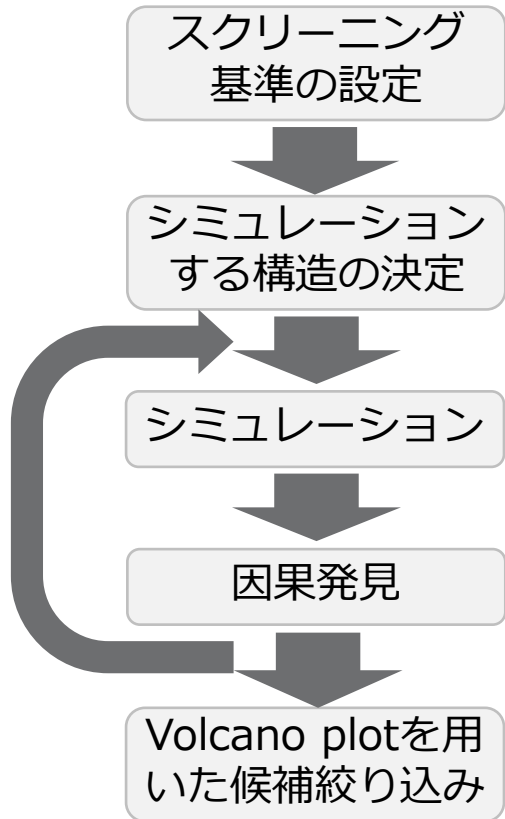 スクリーニング
基準の設定
シミュレーション
する構造の決定
シミュレーション
因果発見
Volcano plotを用
いた候補絞り込み